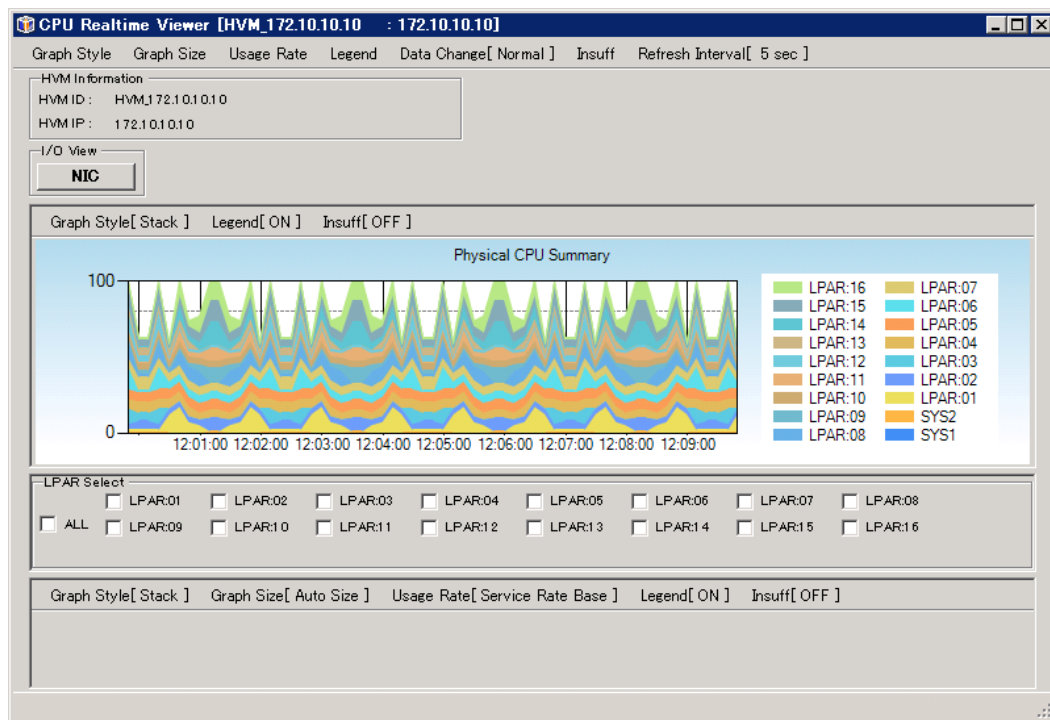 CPU Realtime Viewer [HVM_172.10.10.10 : 172.10.10.10]
Graph Style Graph Size Usage Rate Legend Data Change[ Normal ] Insuff Refresh Interval[ 5 sec ]
HVM Information
HVM ID : HVM_172.10.10.10
HVM IP : 172.10.10.10
I/O View
NIC
Graph Style[ Stack ] Legend[ ON ] Insuff[ OFF ]
Physical CPU Summary
100
0
12:01:00 12:02:00 12:03:00 12:04:00 12:05:00 12:06:00 12:07:00 12:08:00 12:09:00
LPAR:16 LPAR:07
LPAR:15 LPAR:06
LPAR:14 LPAR:05
LPAR:13 LPAR:04
LPAR:12 LPAR:03
LPAR:11 LPAR:02
LPAR:10 LPAR:01
LPAR:09 SYS2
LPAR:08 SYS1
LPAR Select
LPAR:01 LPAR:02 LPAR:03 LPAR:04 LPAR:05 LPAR:06 LPAR:07 LPAR:08
ALL LPAR:09 LPAR:10 LPAR:11 LPAR:12 LPAR:13 LPAR:14 LPAR:15 LPAR:16
Graph Style[ Stack ] Graph Size[ Auto Size ] Usage Rate[ Service Rate Base ] Legend[ ON ] Insuff[ OFF ]